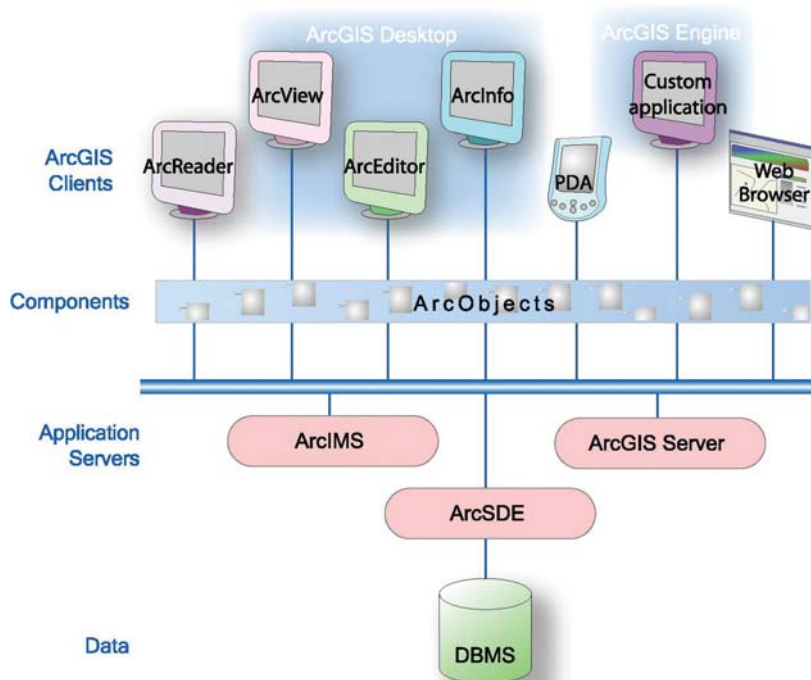 ArcGIS Desktop
ArcGIS Engine
ArcView
ArcInfo
Custom
application
ArcGIS
Clients
ArcReader
ArcEditor
PDA
Web
Browser
Components
ArcObjects
Application
Servers
ArcIMS
ArcGIS Server
ArcSDE
Data
DBMS